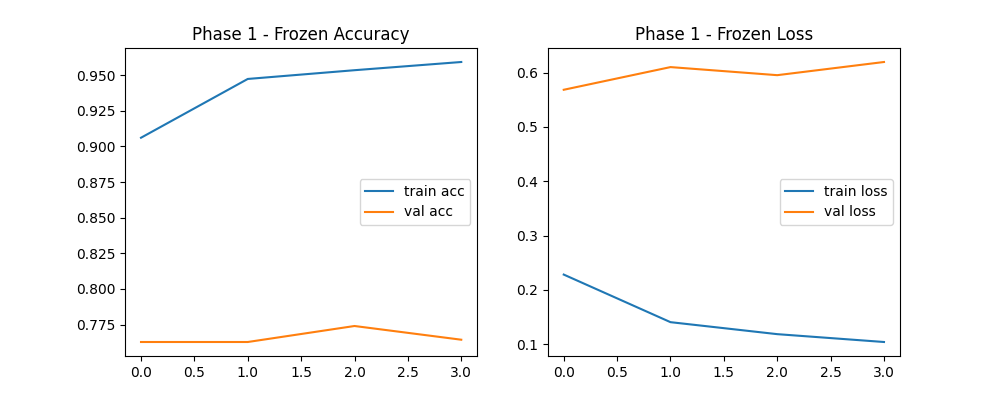 Phase 1 - Frozen Accuracy
0.950
0.925
0.900
0.875
0.850
0.825
0.800
0.775
train acc
val acc
0.0 0.5 1.0 1.5 2.0 2.5 3.0
Phase 1 - Frozen Loss
0.6
0.5
0.4
0.3
0.2
0.1
train loss
val loss
0.0 0.5 1.0 1.5 2.0 2.5 3.0